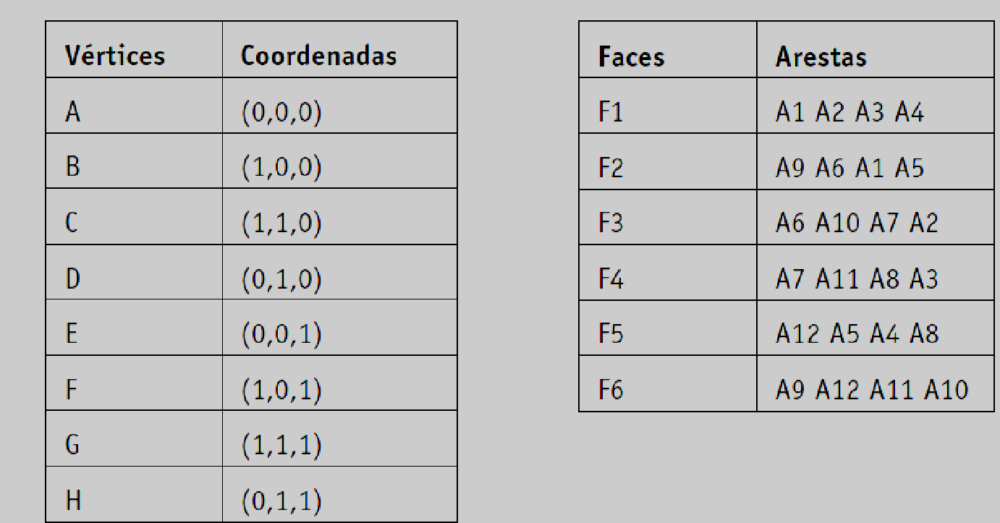 Vértices Coordenadas
A (0,0,0)
B (1,0,0)
C (1,1,0)
D (0,1,0)
E (0,0,1)
F (1,0,1)
G (1,1,1)
H (0,1,1)
Faces Arestas
F1 A1 A2 A3 A4
F2 A9 A6 A1 A5
F3 A6 A10 A7 A2
F4 A7 A11 A8 A3
F5 A12 A5 A4 A8
F6 A9 A12 A11 A10